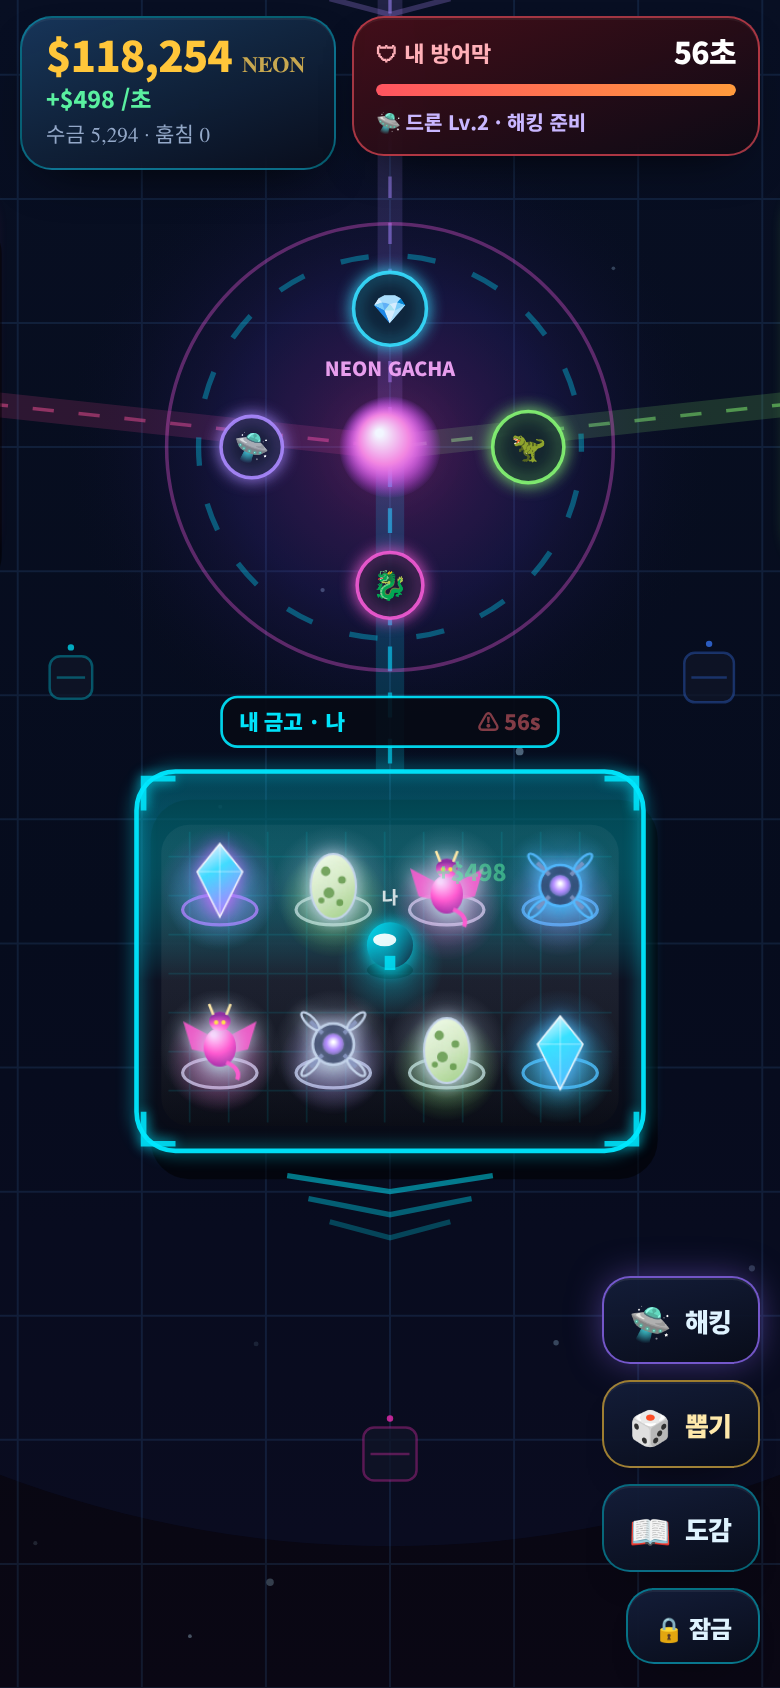 $118,254 NEON
+$498 /초
수금 5,294 · 훔침 0
내 방어막 56초
드론 Lv.2 · 해킹 준비
NEON GACHA
내 금고 · 나 56s
+$498
나
해킹
뽑기
도감
잠금